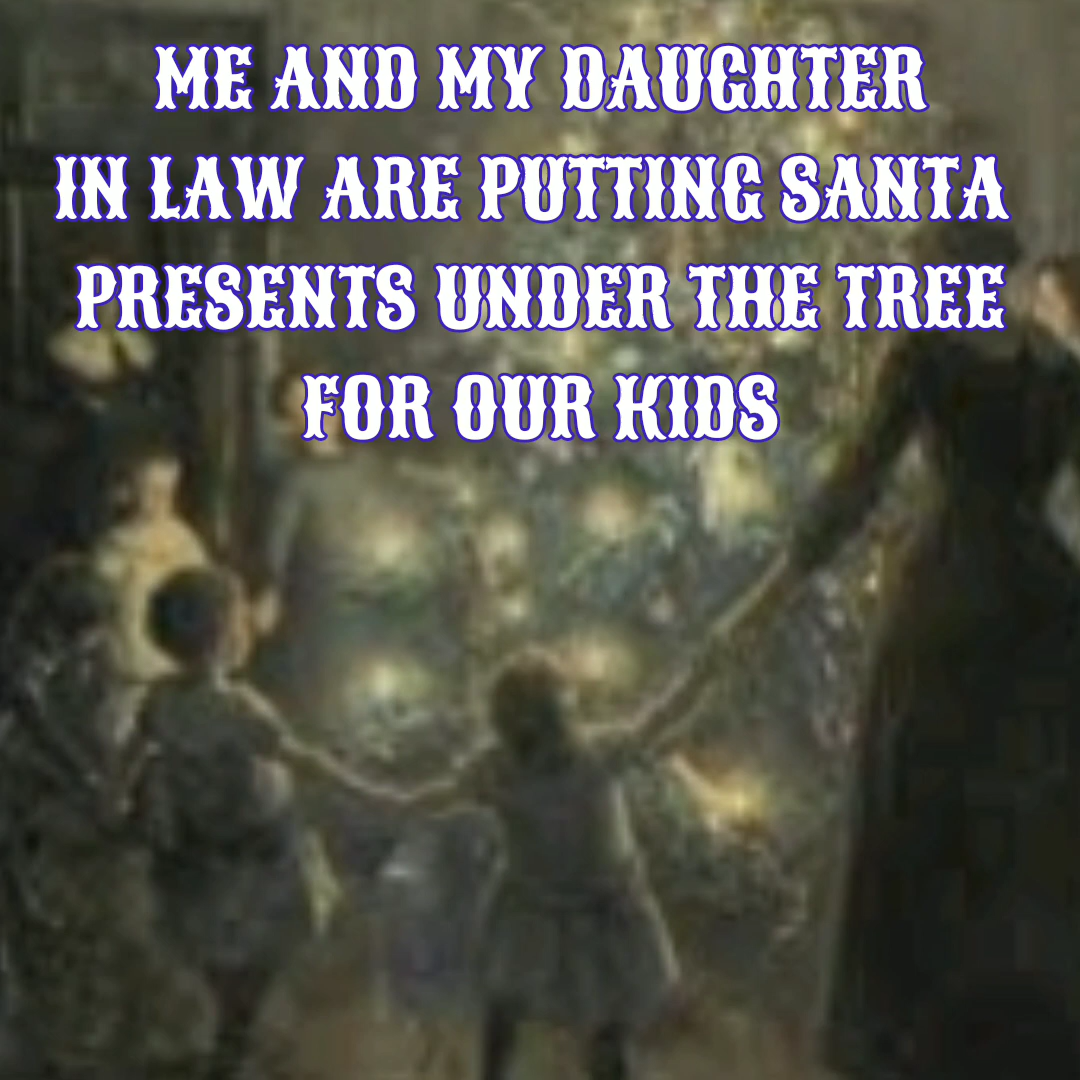 ME AND MY DAUGHTER
IN LAW ARE PUTTING SANTA
PRESENTS UNDER THE TREE
FOR OUR KIDS